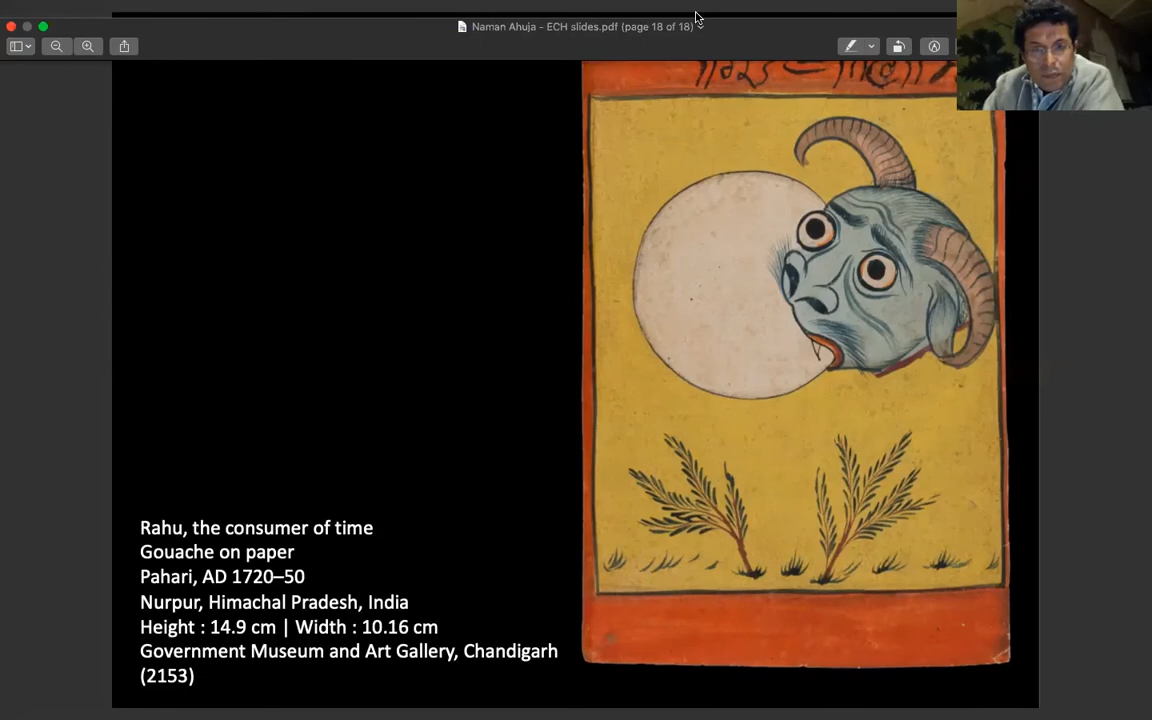 Naman Ahuja - ECH slides.pdf (page 18 of 18)
Rahu, the consumer of time
Gouache on paper
Pahari, AD 1720–50
Nurpur, Himachal Pradesh, India
Height : 14.9 cm | Width : 10.16 cm
Government Museum and Art Gallery, Chandigarh
(2153)